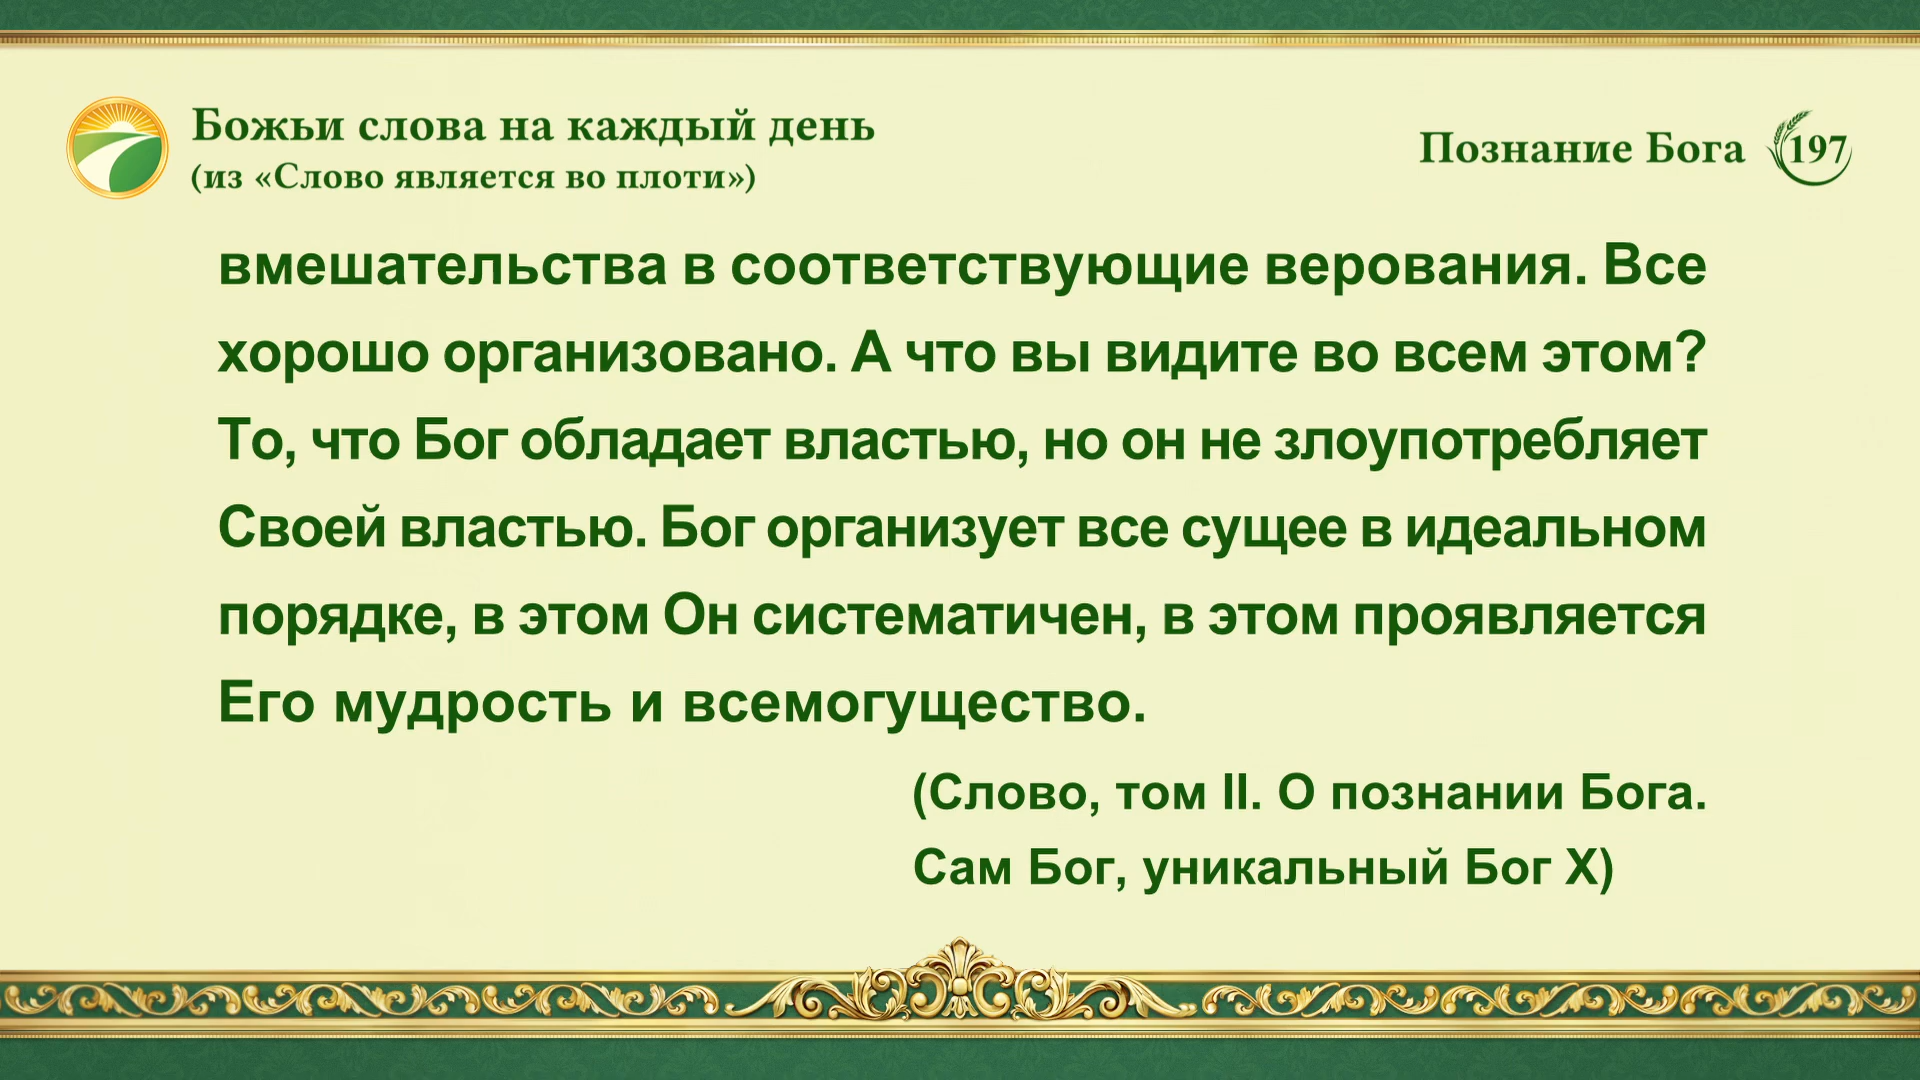 Божьи слова на каждый день
(из «Слово является во плоти»)
Познание Бога 197
вмешательства в соответствующие верования. Все
хорошо организовано. А что вы видите во всем этом?
То, что Бог обладает властью, но он не злоупотребляет
Своей властью. Бог организует все сущее в идеальном
порядке, в этом Он систематичен, в этом проявляется
Его мудрость и всемогущество.
(Слово, том II. О познании Бога.
Сам Бог, уникальный Бог X)